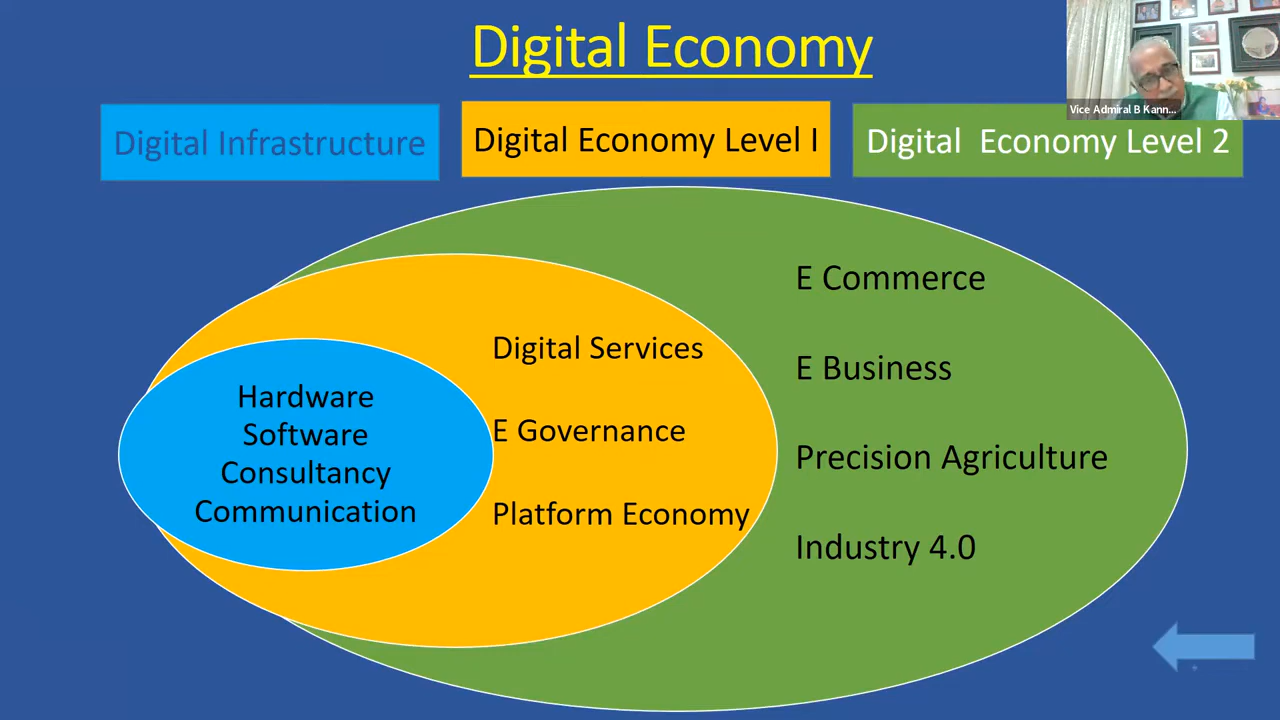 Digital Economy
Vice Admiral B Kann...
Digital Infrastructure
Digital Economy Level I
Digital Economy Level 2
Hardware
Software
Consultancy
Communication
Digital Services
E Governance
Platform Economy
E Commerce
E Business
Precision Agriculture
Industry 4.0